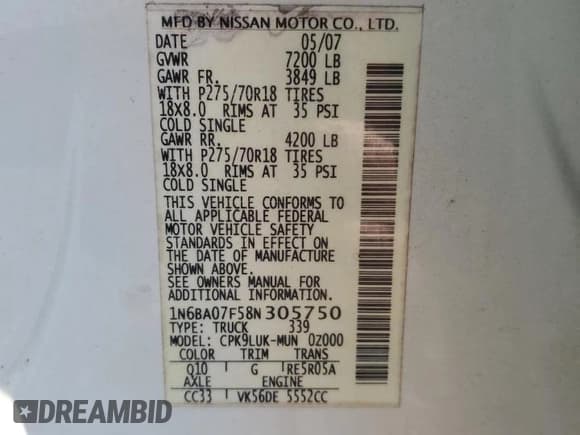 MFD BY NISSAN MOTOR CO., LTD.
DATE 05/07
GVWR 7200 LB
GAWR FR. 3849 LB
WITH P275/70R18 TIRES
18X8.0 RIMS AT 35 PSI
COLD SINGLE
GAWR RR. 4200 LB
WITH P275/70R18 TIRES
18X8.0 RIMS AT 35 PSI
COLD SINGLE
THIS VEHICLE CONFORMS TO
ALL APPLICABLE FEDERAL
MOTOR VEHICLE SAFETY
STANDARDS IN EFFECT ON
THE DATE OF MANUFACTURE
SHOWN ABOVE.
SEE OWNERS MANUAL FOR
ADDITIONAL INFORMATION.
1N6BA07F58N305750
TYPE: TRUCK 339
MODEL: CPK9LUK-MUN 0Z000
COLOR TRIM TRANS
Q10 G RE5R05A
AXLE ENGINE
CC33 VK56DE 5552CC
DREAMBID